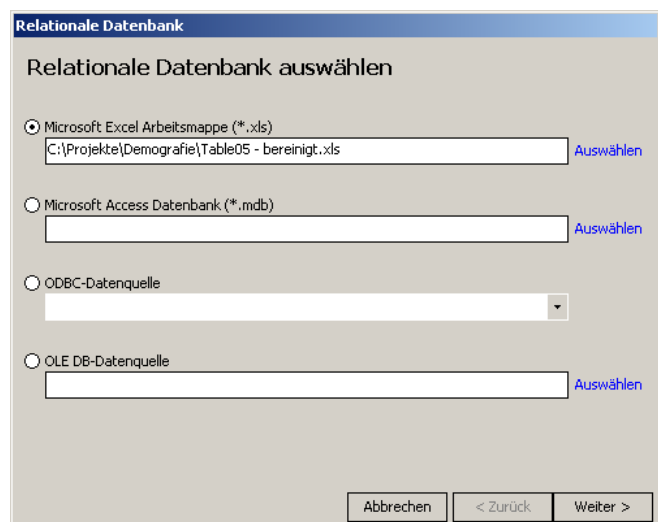 Relationale Datenbank
Relationale Datenbank auswählen
Microsoft Excel Arbeitsmappe (*.xls)
C:\Projekte\Demografie\Table05 - bereinigt.xls Auswählen
Microsoft Access Datenbank (*.mdb)
Auswählen
ODBC-Datenquelle
OLE DB-Datenquelle
Auswählen
Abbrechen < Zurück Weiter >